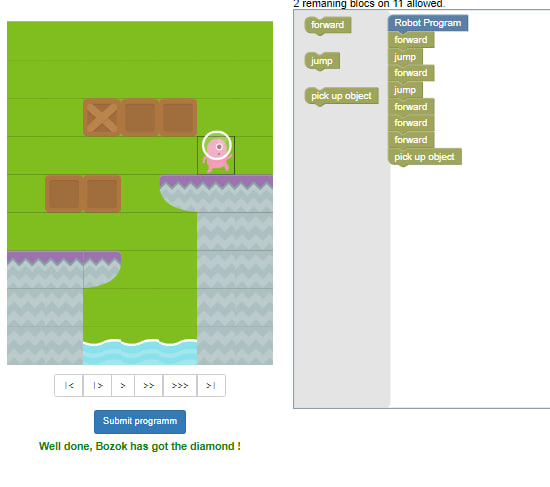 2 remaning blocs on 11 allowed.
forward
jump
pick up object
Robot Program
forward
jump
forward
jump
forward
forward
forward
pick up object
|< |> > >> >>> >|
Submit programm
Well done, Bozok has got the diamond !